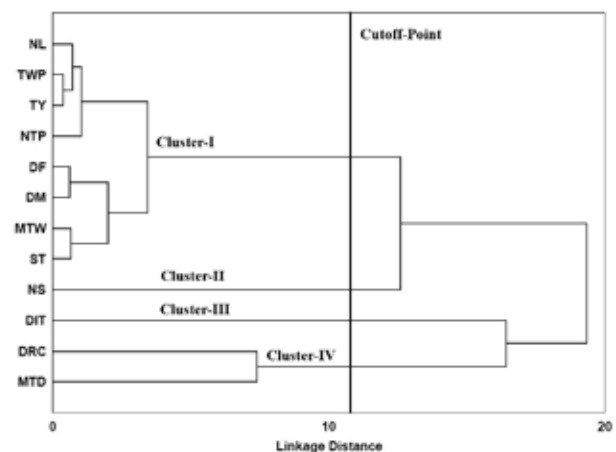 Cutoff-Point
NL
TWP
TY
NTP
Cluster-I
DF
DM
MTW
ST
Cluster-II
NS
Cluster-III
DIT
DRC
Cluster-IV
MTD
0 10 20
Linkage Distance